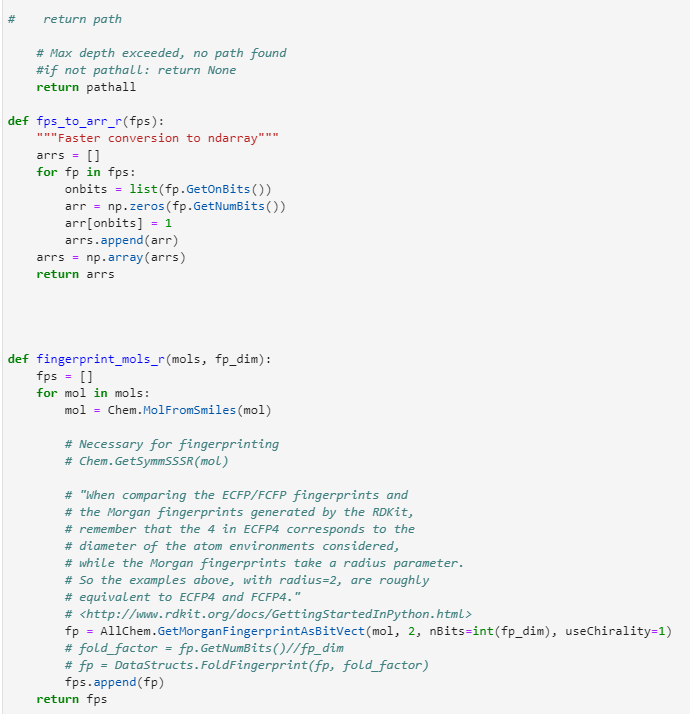 #    return path
    # Max depth exceeded, no path found
    #if not pathall: return None
    return pathall
def fps_to_arr_r(fps):
    """Faster conversion to ndarray"""
    arrs = []
    for fp in fps:
        onbits = list(fp.GetOnBits())
        arr = np.zeros(fp.GetNumBits())
        arr[onbits] = 1
        arrs.append(arr)
    arrs = np.array(arrs)
    return arrs
def fingerprint_mols_r(mols, fp_dim):
    fps = []
    for mol in mols:
        mol = Chem.MolFromSmiles(mol)
        # Necessary for fingerprinting
        # Chem.GetSymmSSSR(mol)
        # "When comparing the ECFP/FCFP fingerprints and
        # the Morgan fingerprints generated by the RDKit,
        # remember that the 4 in ECFP4 corresponds to the
        # diameter of the atom environments considered,
        # while the Morgan fingerprints take a radius parameter.
        # So the examples above, with radius=2, are roughly
        # equivalent to ECFP4 and FCFP4."
        # <http://www.rdkit.org/docs/GettingStartedInPython.html>
        fp = AllChem.GetMorganFingerprintAsBitVect(mol, 2, nBits=int(fp_dim), useChirality=1)
        # fold_factor = fp.GetNumBits()//fp_dim
        # fp = DataStructs.FoldFingerprint(fp, fold_factor)
        fps.append(fp)
    return fps